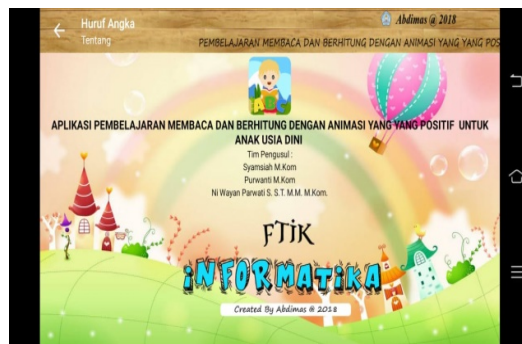 Huruf Angka
Tentang
Abdimas @ 2018
PEMBELAJARAN MEMBACA DAN BERHITUNG DENGAN ANIMASI YANG YANG POS
ABC
APLIKASI PEMBELAJARAN MEMBACA DAN BERHITUNG DENGAN ANIMASI YANG YANG POSITIF UNTUK
ANAK USIA DINI
Tim Pengusul :
Syamsiah M.Kom
Purwanti M.Kom
Ni Wayan Parwati S. S.T. M.M. M.Kom.
FTiK
iNFORMATiKA
Created By Abdimas @ 2018